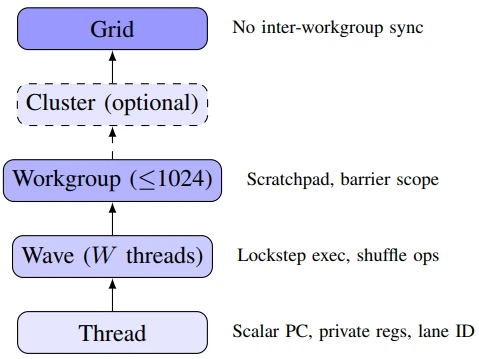 Grid
No inter-workgroup sync
Cluster (optional)
Workgroup (≤1024)
Scratchpad, barrier scope
Wave (W threads)
Lockstep exec, shuffle ops
Thread
Scalar PC, private regs, lane ID